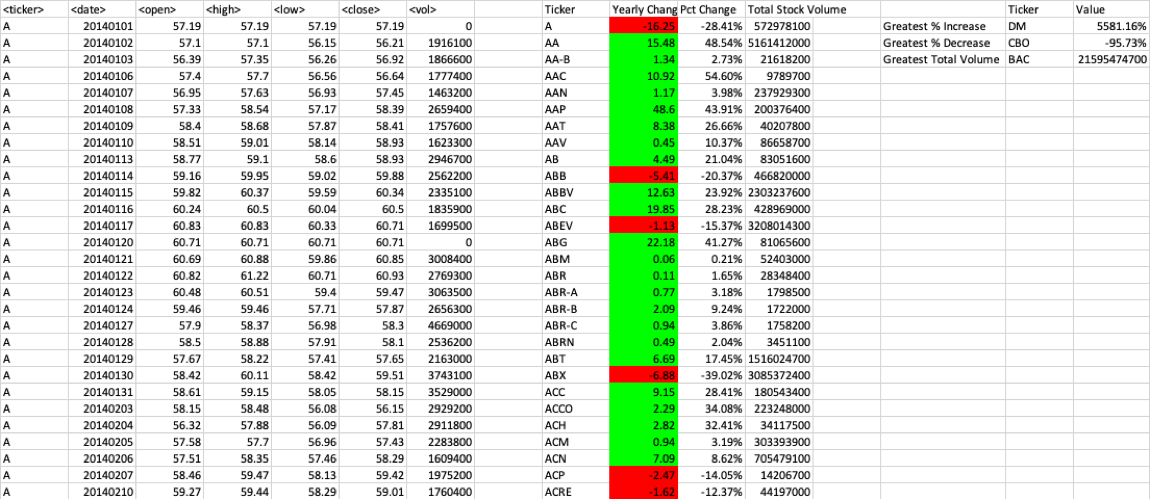 <ticker> <date> <open> <high> <low> <close> <vol> Ticker Yearly Chang Pct Change Total Stock Volume Ticker Value
A 20140101 57.19 57.19 57.19 57.19 0 A -16.25 -28.41% 572978100 Greatest % Increase DM 5581.16%
A 20140102 57.1 57.1 56.15 56.21 1916100 AA 15.48 48.54% 5161412000 Greatest % Decrease CBO -95.73%
A 20140103 56.39 57.35 56.26 56.92 1866600 AA-B 1.34 2.73% 21618200 Greatest Total Volume BAC 21595474700
A 20140106 57.4 57.7 56.56 56.64 1777400 AAC 10.92 54.60% 9789700
A 20140107 56.95 57.63 56.93 57.45 1463200 AAN 1.17 3.98% 237929300
A 20140108 57.33 58.54 57.17 58.39 2659400 AAP 48.6 43.91% 200376400
A 20140109 58.4 58.68 57.87 58.41 1757600 AAT 8.38 26.66% 40207800
A 20140110 58.51 59.01 58.14 58.93 1623300 AAV 0.45 10.37% 86658700
A 20140113 58.77 59.1 58.6 58.93 2946700 AB 4.49 21.04% 83051600
A 20140114 59.16 59.95 59.02 59.88 2562200 ABB -5.41 -20.37% 466820000
A 20140115 59.82 60.37 59.59 60.34 2335100 ABBV 12.63 23.92% 2303237600
A 20140116 60.24 60.5 60.04 60.5 1835900 ABC 19.85 28.23% 428969000
A 20140117 60.83 60.83 60.33 60.71 1699500 ABEV -1.13 -15.37% 3208014300
A 20140120 60.71 60.71 60.71 60.71 0 ABG 22.18 41.27% 81065600
A 20140121 60.69 60.88 59.86 60.85 3008400 ABM 0.06 0.21% 52403000
A 20140122 60.82 61.22 60.71 60.93 2769300 ABR 0.11 1.65% 28348400
A 20140123 60.48 60.51 59.4 59.47 3063500 ABR-A 0.77 3.18% 1798500
A 20140124 59.46 59.46 57.71 57.87 2656300 ABR-B 2.09 9.24% 1722000
A 20140127 57.9 58.37 56.98 58.3 4669000 ABR-C 0.94 3.86% 1758200
A 20140128 58.5 58.88 57.91 58.1 2536200 ABRN 0.49 2.04% 3451100
A 20140129 57.67 58.22 57.41 57.65 2163000 ABT 6.69 17.45% 1516024700
A 20140130 58.42 60.11 58.42 59.51 3743100 ABX -6.88 -39.02% 3085372400
A 20140131 58.61 59.15 58.05 58.15 3529000 ACC 9.15 28.41% 180543400
A 20140203 58.15 58.48 56.08 56.15 2929200 ACCO 2.29 34.08% 223248000
A 20140204 56.32 57.88 56.09 57.81 2911800 ACH 2.82 32.41% 34117500
A 20140205 57.58 57.7 56.96 57.43 2283800 ACM 0.94 3.19% 303393900
A 20140206 57.51 58.35 57.46 58.29 1609400 ACN 7.09 8.62% 705479100
A 20140207 58.46 59.47 58.13 59.42 1975200 ACP -2.47 -14.05% 14206700
A 20140210 59.27 59.44 58.29 59.01 1760400 ACRE -1.62 -12.37% 44197000